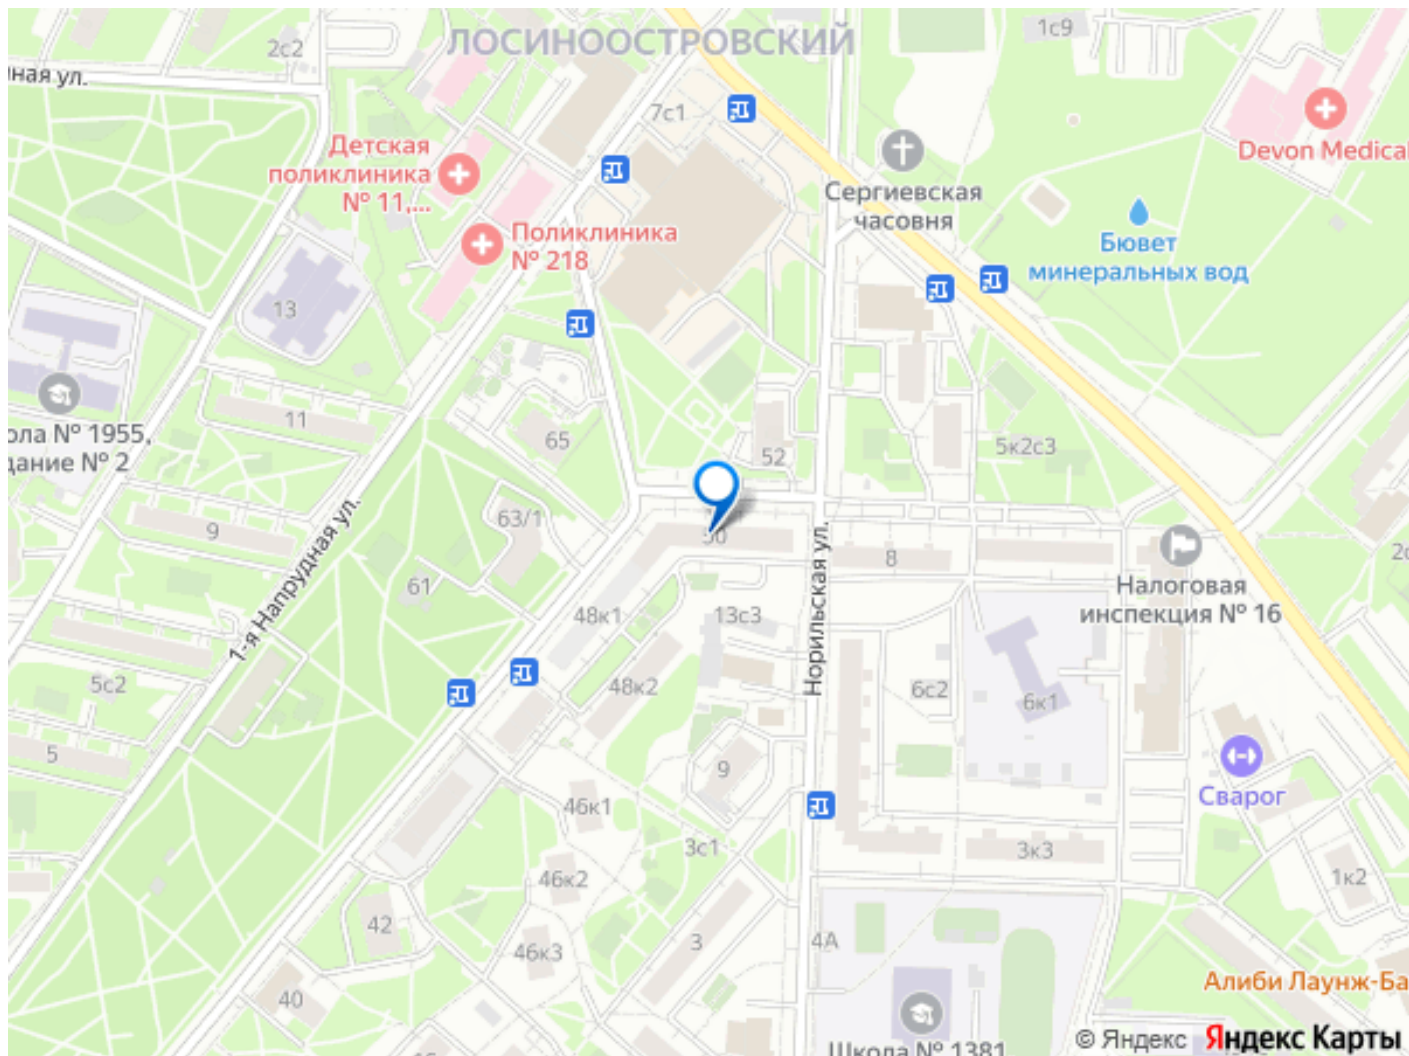 ЛОСИНООСТРОВСКИЙ
1с9
2с2
ная ул.
7с1
Детская
поликлиника
№ 11,...
Devon Medical
Сергиевская
часовня
Поликлиника
№ 218
Бювет
минеральных вод
13
11
ола № 1955,
дание № 2
65
52
5к2с3
9
63/1
50
8
1-я Напрудная ул.
Норильская ул.
61
48к1
13с3
Налоговая
инспекция № 16
5с2
48к2
6с2
6к1
5
9
Сварог
46к1
3с1
3к3
46к2
1к2
42
46к3
3
4А
40
Алиби Лаунж-Ба
Школа № 1381
© Яндекс Яндекс Карты